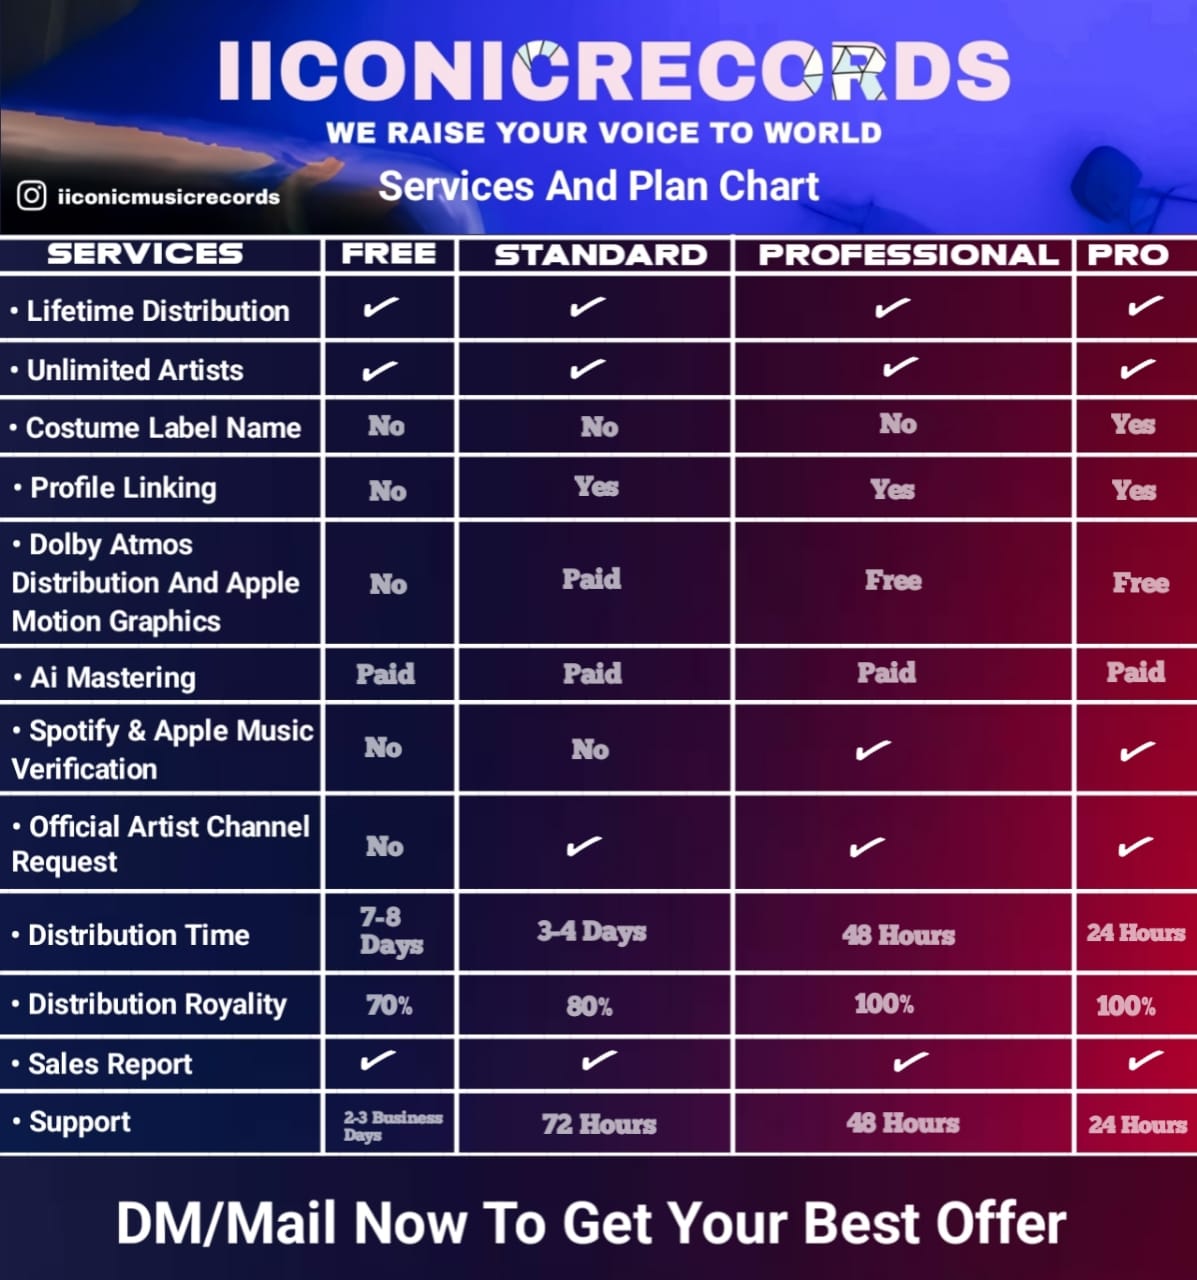 IICONICRECORDS
WE RAISE YOUR VOICE TO WORLD
Services And Plan Chart
iiconicmusicrecords
SERVICES FREE STANDARD PROFESSIONAL PRO
• Lifetime Distribution ✓ ✓ ✓ ✓
• Unlimited Artists ✓ ✓ ✓ ✓
• Costume Label Name No No No Yes
• Profile Linking No Yes Yes Yes
• Dolby Atmos
Distribution And Apple
Motion Graphics
No Paid Free Free
• Ai Mastering Paid Paid Paid Paid
• Spotify & Apple Music
Verification
No No ✓ ✓
• Official Artist Channel
Request
No ✓ ✓ ✓
• Distribution Time
7-8
Days
3-4 Days 48 Hours 24 Hours
• Distribution Royality 70% 80% 100% 100%
• Sales Report ✓ ✓ ✓ ✓
• Support
2-3 Business
Days
72 Hours 48 Hours 24 Hours
DM/Mail Now To Get Your Best Offer